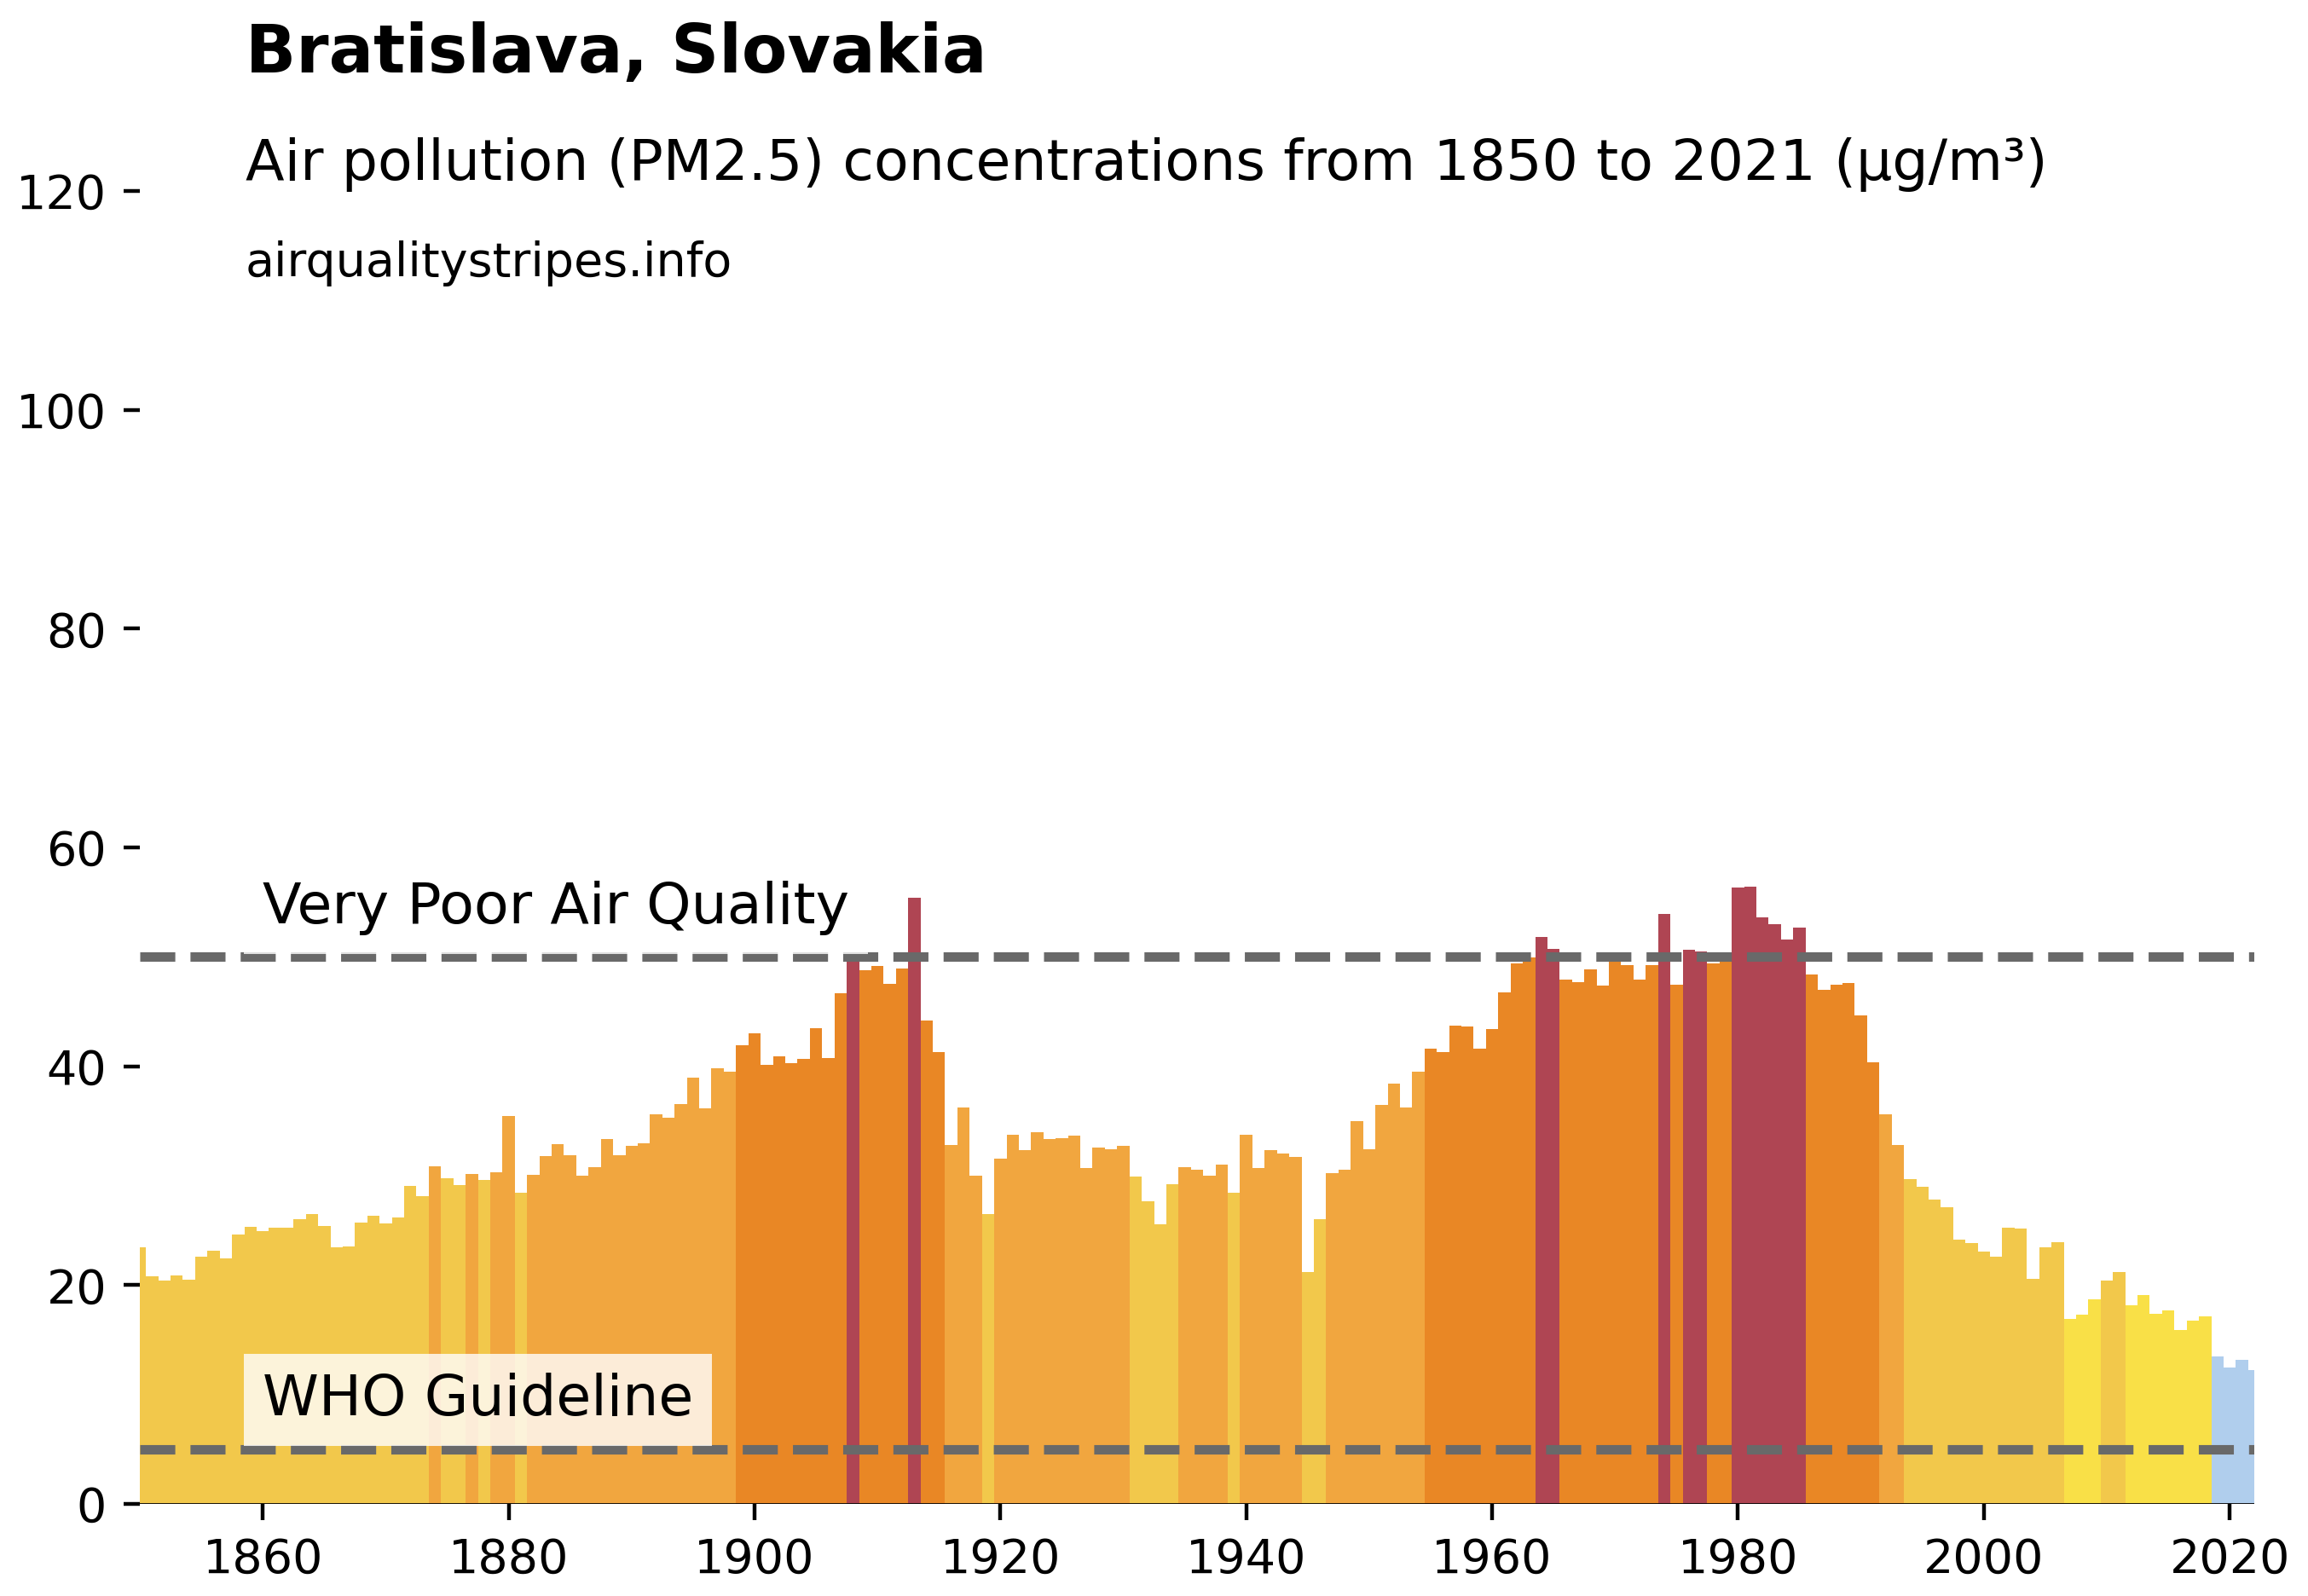 Bratislava, Slovakia
Air pollution (PM2.5) concentrations from 1850 to 2021 (µg/m³)
120
airqualitystripes.info
100
80
60
Very Poor Air Quality
40
20
WHO Guideline
0
1860 1880 1900 1920 1940 1960 1980 2000 2020